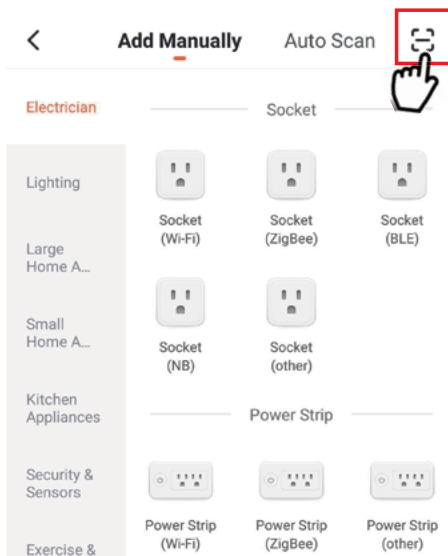 Add Manually Auto Scan
Electrician
Socket
Lighting
Socket
(Wi-Fi)
Socket
(ZigBee)
Socket
(BLE)
Large
Home A...
Small
Home A...
Socket
(NB)
Socket
(other)
Kitchen
Appliances
Power Strip
Security &
Sensors
Power Strip
(Wi-Fi)
Power Strip
(ZigBee)
Power Strip
(other)
Exercise &